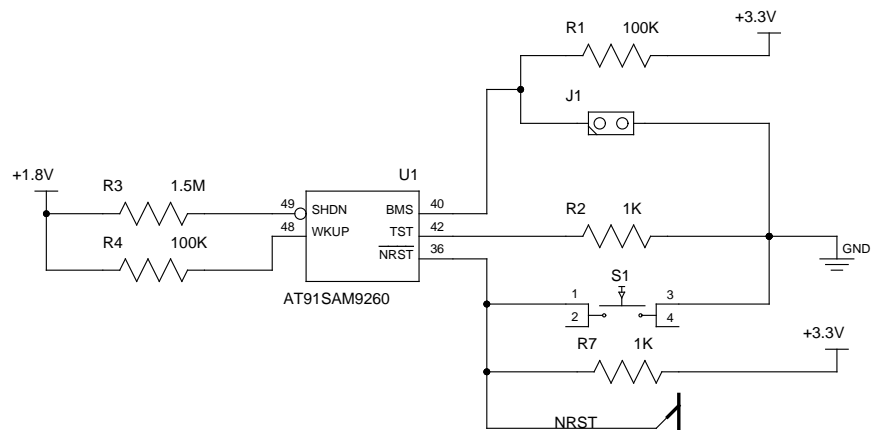 +3.3V
R1 100K
J1
+1.8V
U1
R3 1.5M
49 SHDN BMS 40
48 WKUP TST 42
R2 1K
R4 100K
NRST 36
GND
AT91SAM9260
S1
1 3
2 4
R7 1K
+3.3V
NRST